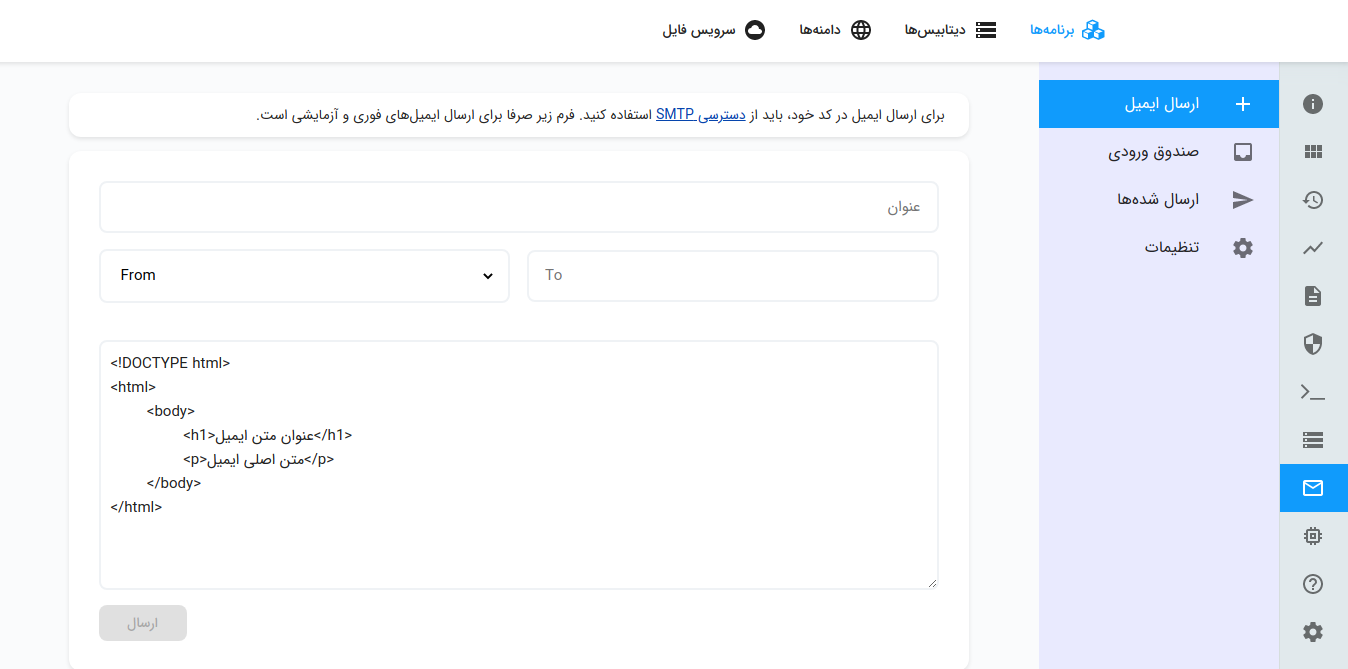 برنامه‌ها
دیتابیس‌ها
دامنه‌ها
سرویس فایل
ارسال ایمیل
صندوق ورودی
ارسال شده‌ها
تنظیمات
برای ارسال ایمیل در کد خود، باید از دسترسی SMTP استفاده کنید. فرم زیر صرفا برای ارسال ایمیل‌های فوری و آزمایشی است.
عنوان
To
From
<!DOCTYPE html>
<html>
<body>
<h1>عنوان متن ایمیل</h1>
<p>متن اصلی ایمیل</p>
</body>
</html>
ارسال